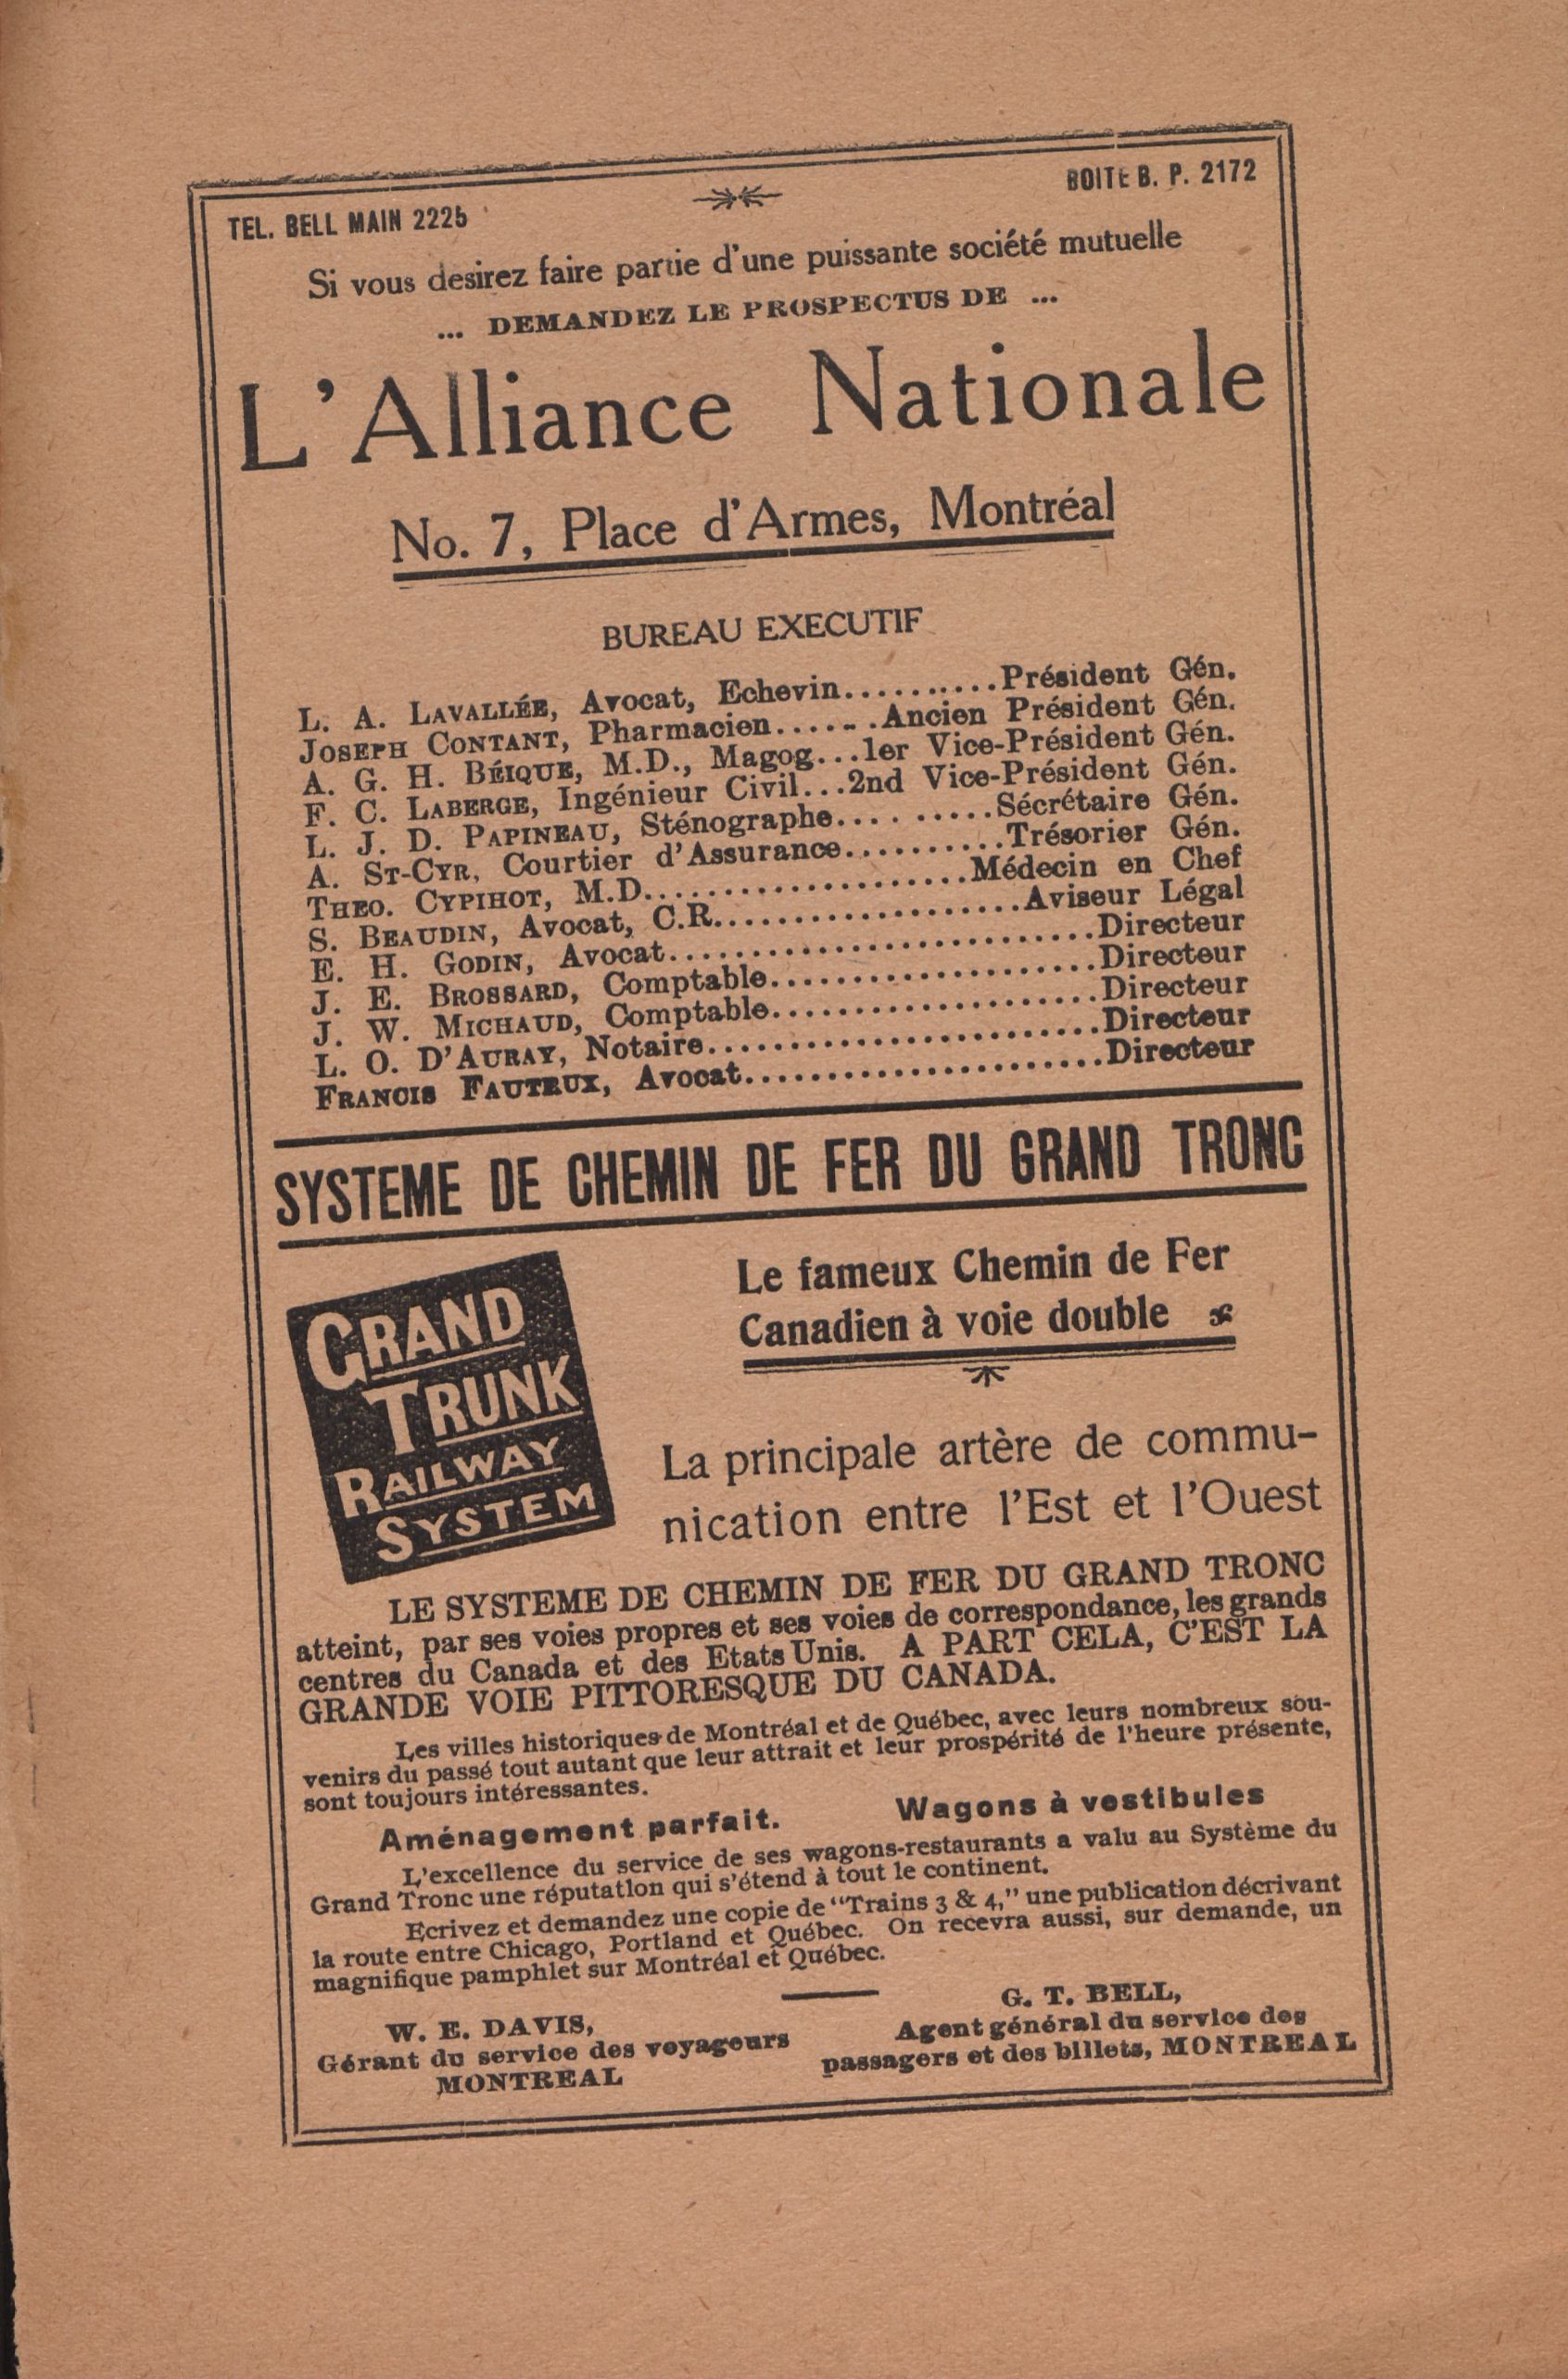 TEL. BELL MAIN 2225
BOITE B. P. 2172
Si vous desirez faire partie d'une puissante société mutuelle
... DEMANDEZ LE PROSPECTUS DE ...
L'Alliance Nationale
No. 7, Place d'Armes, Montréal
BUREAU EXECUTIF
L. A. LAVALLÉE, Avocat, Echevin..........Président Gén.
JOSEPH CONTANT, Pharmacien.......Ancien Président Gén.
A. G. H. BÉIQUE, M.D., Magog...1er Vice-Président Gén.
F. C. LABERGE, Ingénieur Civil...2nd Vice-Président Gén.
L. J. D. PAPINEAU, Sténographe.... .....Sécrétaire Gén.
A. ST-CYR, Courtier d'Assurance..........Trésorier Gén.
THEO. CYPIHOT, M.D.....................Médecin en Chef
S. BEAUDIN, Avocat, C.R...................Aviseur Légal
E. H. GODIN, Avocat..........................Directeur
J. E. BROSSARD, Comptable....................Directeur
J. W. MICHAUD, Comptable....................Directeur
L. O. D'AURAY, Notaire........................Directeur
FRANCIS FAUTEUX, Avocat......................Directeur
SYSTEME DE CHEMIN DE FER DU GRAND TRONC
GRAND
TRUNK
RAILWAY
SYSTEM
Le fameux Chemin de Fer
Canadien à voie double
La principale artère de commu-
nication entre l'Est et l'Ouest
LE SYSTEME DE CHEMIN DE FER DU GRAND TRONC
atteint, par ses voies propres et ses voies de correspondance, les grands
centres du Canada et des Etats Unis. A PART CELA, C'EST LA
GRANDE VOIE PITTORESQUE DU CANADA.
Les villes historiques de Montréal et de Québec, avec leurs nombreux sou-
venirs du passé tout autant que leur attrait et leur prospérité de l'heure présente,
sont toujours intéressantes.
Aménagement parfait. Wagons à vestibules
L'excellence du service de ses wagons-restaurants a valu au Système du
Grand Tronc une réputation qui s'étend à tout le continent.
Ecrivez et demandez une copie de "Trains 3 & 4," une publication décrivant
la route entre Chicago, Portland et Québec. On recevra aussi, sur demande, un
magnifique pamphlet sur Montréal et Québec.
W. E. DAVIS,
Gérant du service des voyageurs
MONTREAL
G. T. BELL,
Agent général du service des
passagers et des billets, MONTREAL